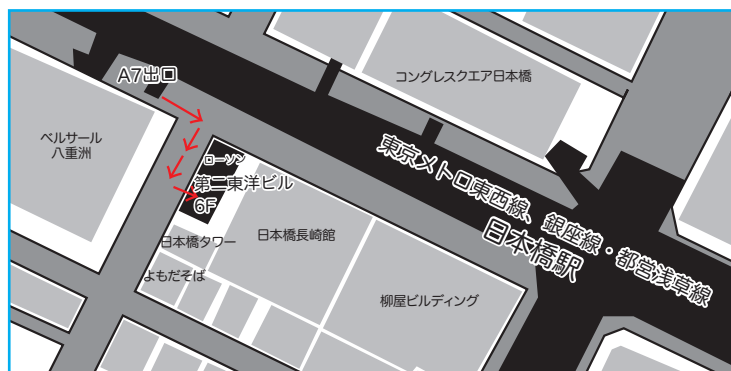 A7出口
コングレスクエア日本橋
ベルサール
八重洲
ローソン
第二東洋ビル
6F
東京メトロ東西線、銀座線・都営浅草線
日本橋駅
日本橋タワー
日本橋長崎館
よもだそば
柳屋ビルディング